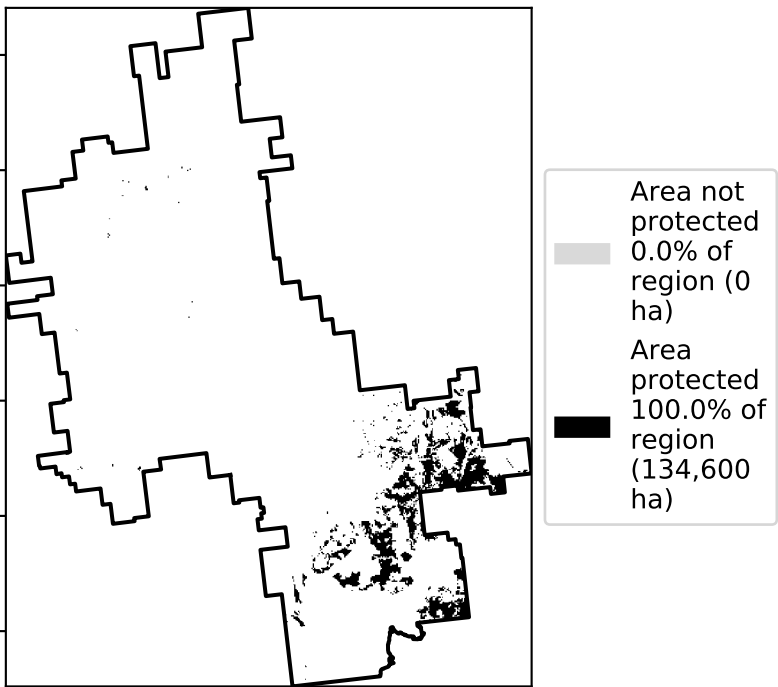 Area not
protected
0.0% of
region (0
ha)
Area
protected
100.0% of
region
(134,600
ha)